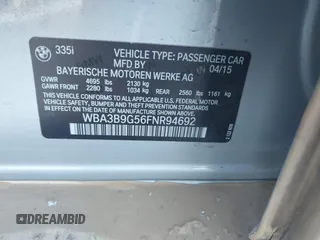 335i
VEHICLE TYPE: PASSENGER CAR
MFD BY 04/15
BAYERISCHE MOTOREN WERKE AG
GVWR 4695 lbs 2130 kg
GAWR FRONT 2280 lbs 1034 kg REAR 2560 lbs 1161 kg
THIS VEHICLE CONFORMS TO ALL APPLICABLE
FEDERAL MOTOR VEHICLE SAFETY, BUMPER,
AND THEFT PREVENTION STANDARDS IN EFFECT
ON THE DATE OF MANUFACTURE SHOWN ABOVE.
WBA3B9G56FNR94692
DREAMBID